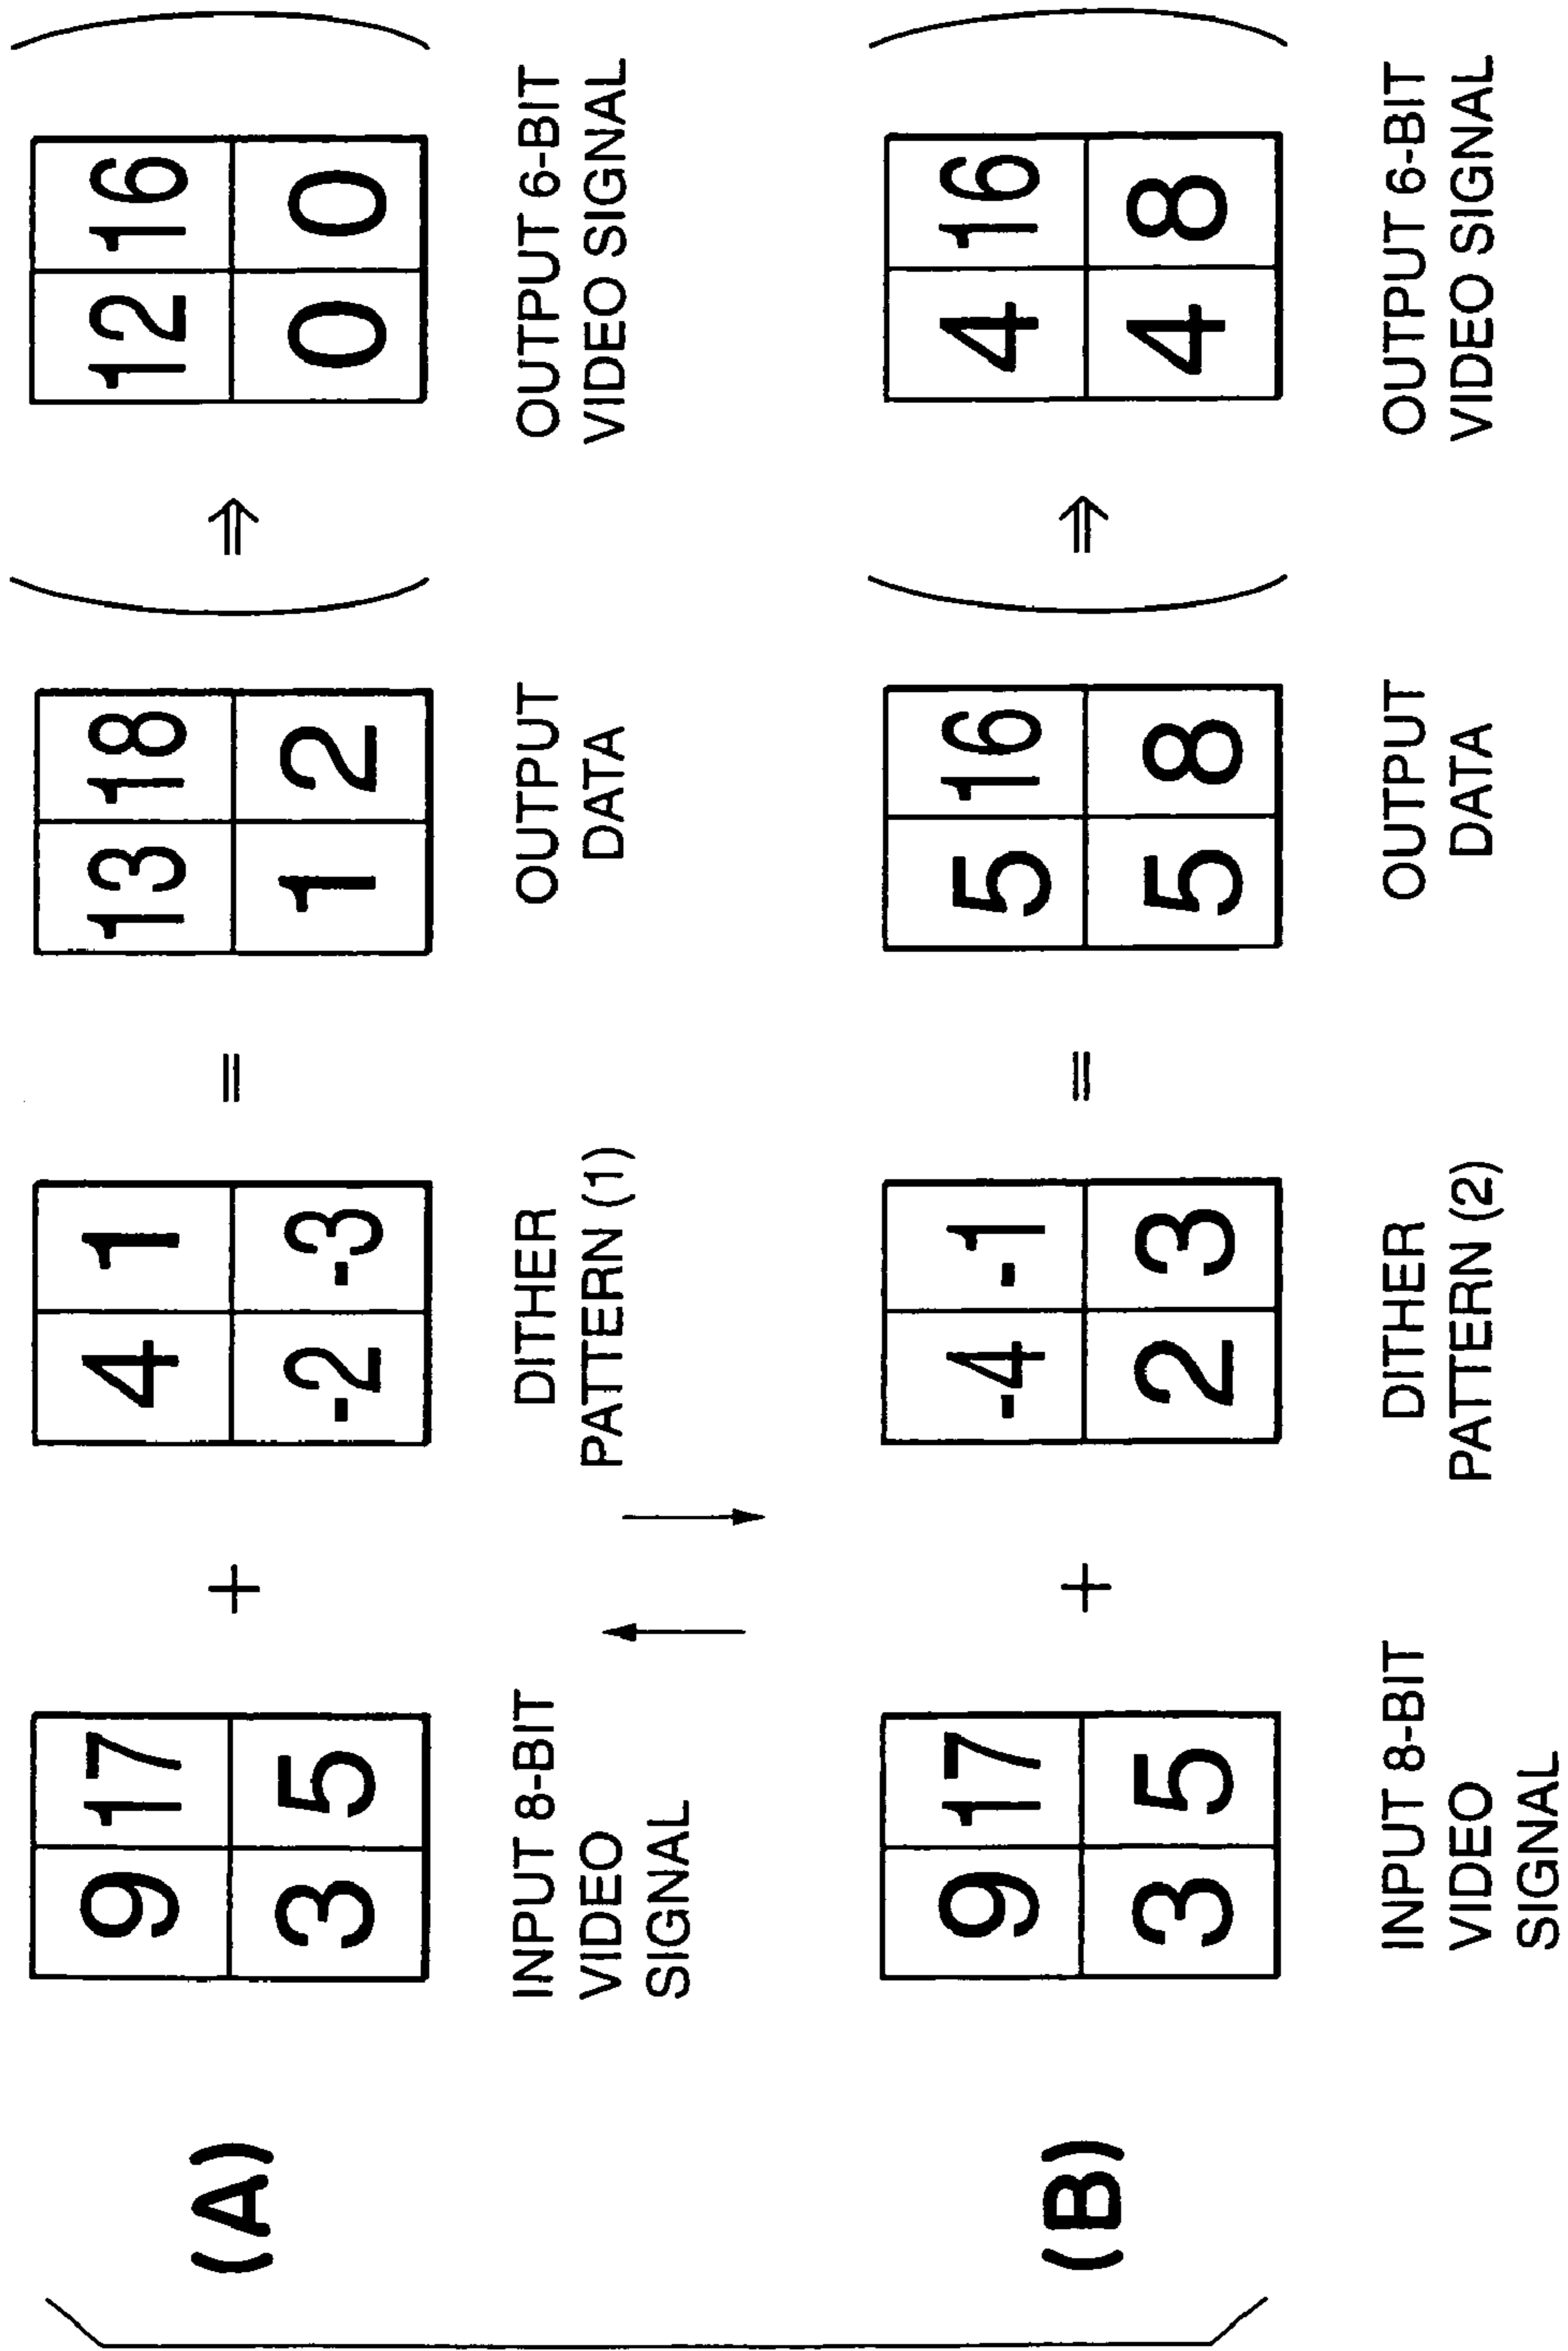 (A)
9 17 + 4 1 = 13 18 ( ⇒ 12 16 )
3 5 -2 -3 1 2 0 0
INPUT 8-BIT
VIDEO
SIGNAL
DITHER
PATTERN (1)
OUTPUT
DATA
OUTPUT 6-BIT
VIDEO SIGNAL
(B)
9 17 + -4 -1 = 5 16 ( ⇒ 4 16 )
3 5 2 3 5 8 4 8
INPUT 8-BIT
VIDEO
SIGNAL
DITHER
PATTERN (2)
OUTPUT
DATA
OUTPUT 6-BIT
VIDEO SIGNAL